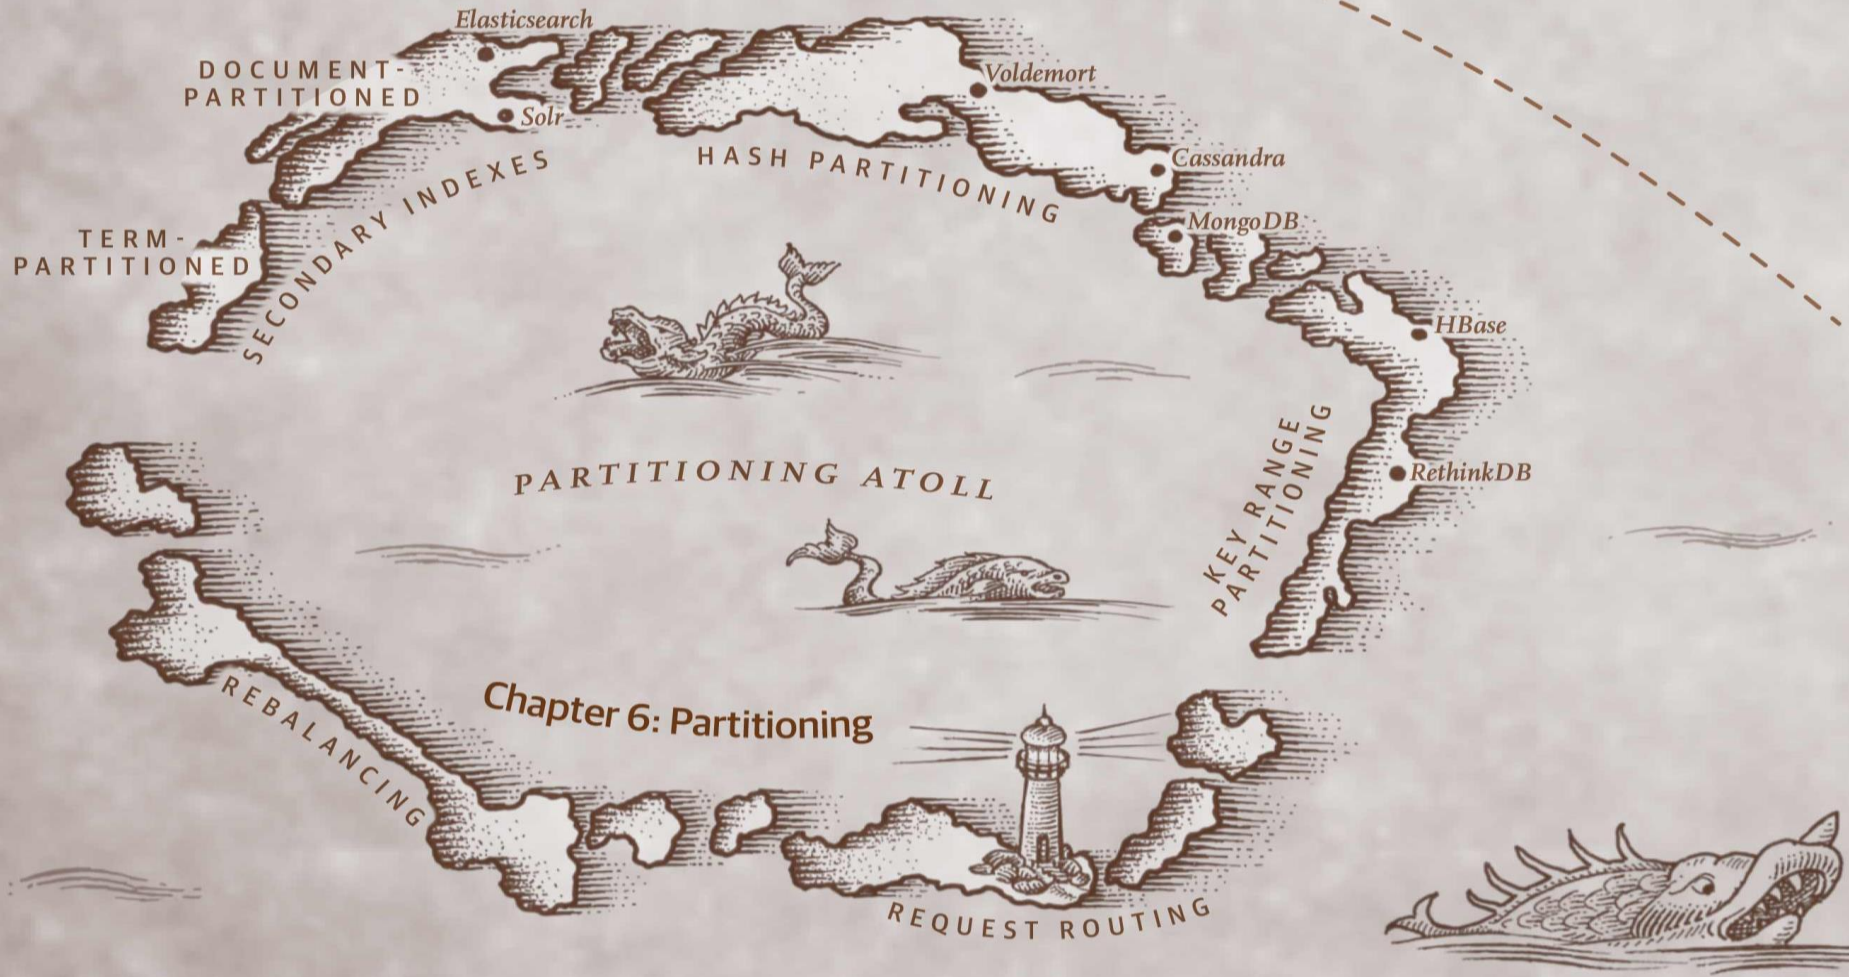 Elasticsearch
DOCUMENT-
PARTITIONED
Solr
Voldemort
HASH PARTITIONING
Cassandra
MongoDB
TERM-
PARTITIONED
SECONDARY INDEXES
HBase
KEY RANGE
PARTITIONING
RethinkDB
PARTITIONING ATOLL
REBALANCING
Chapter 6: Partitioning
REQUEST ROUTING